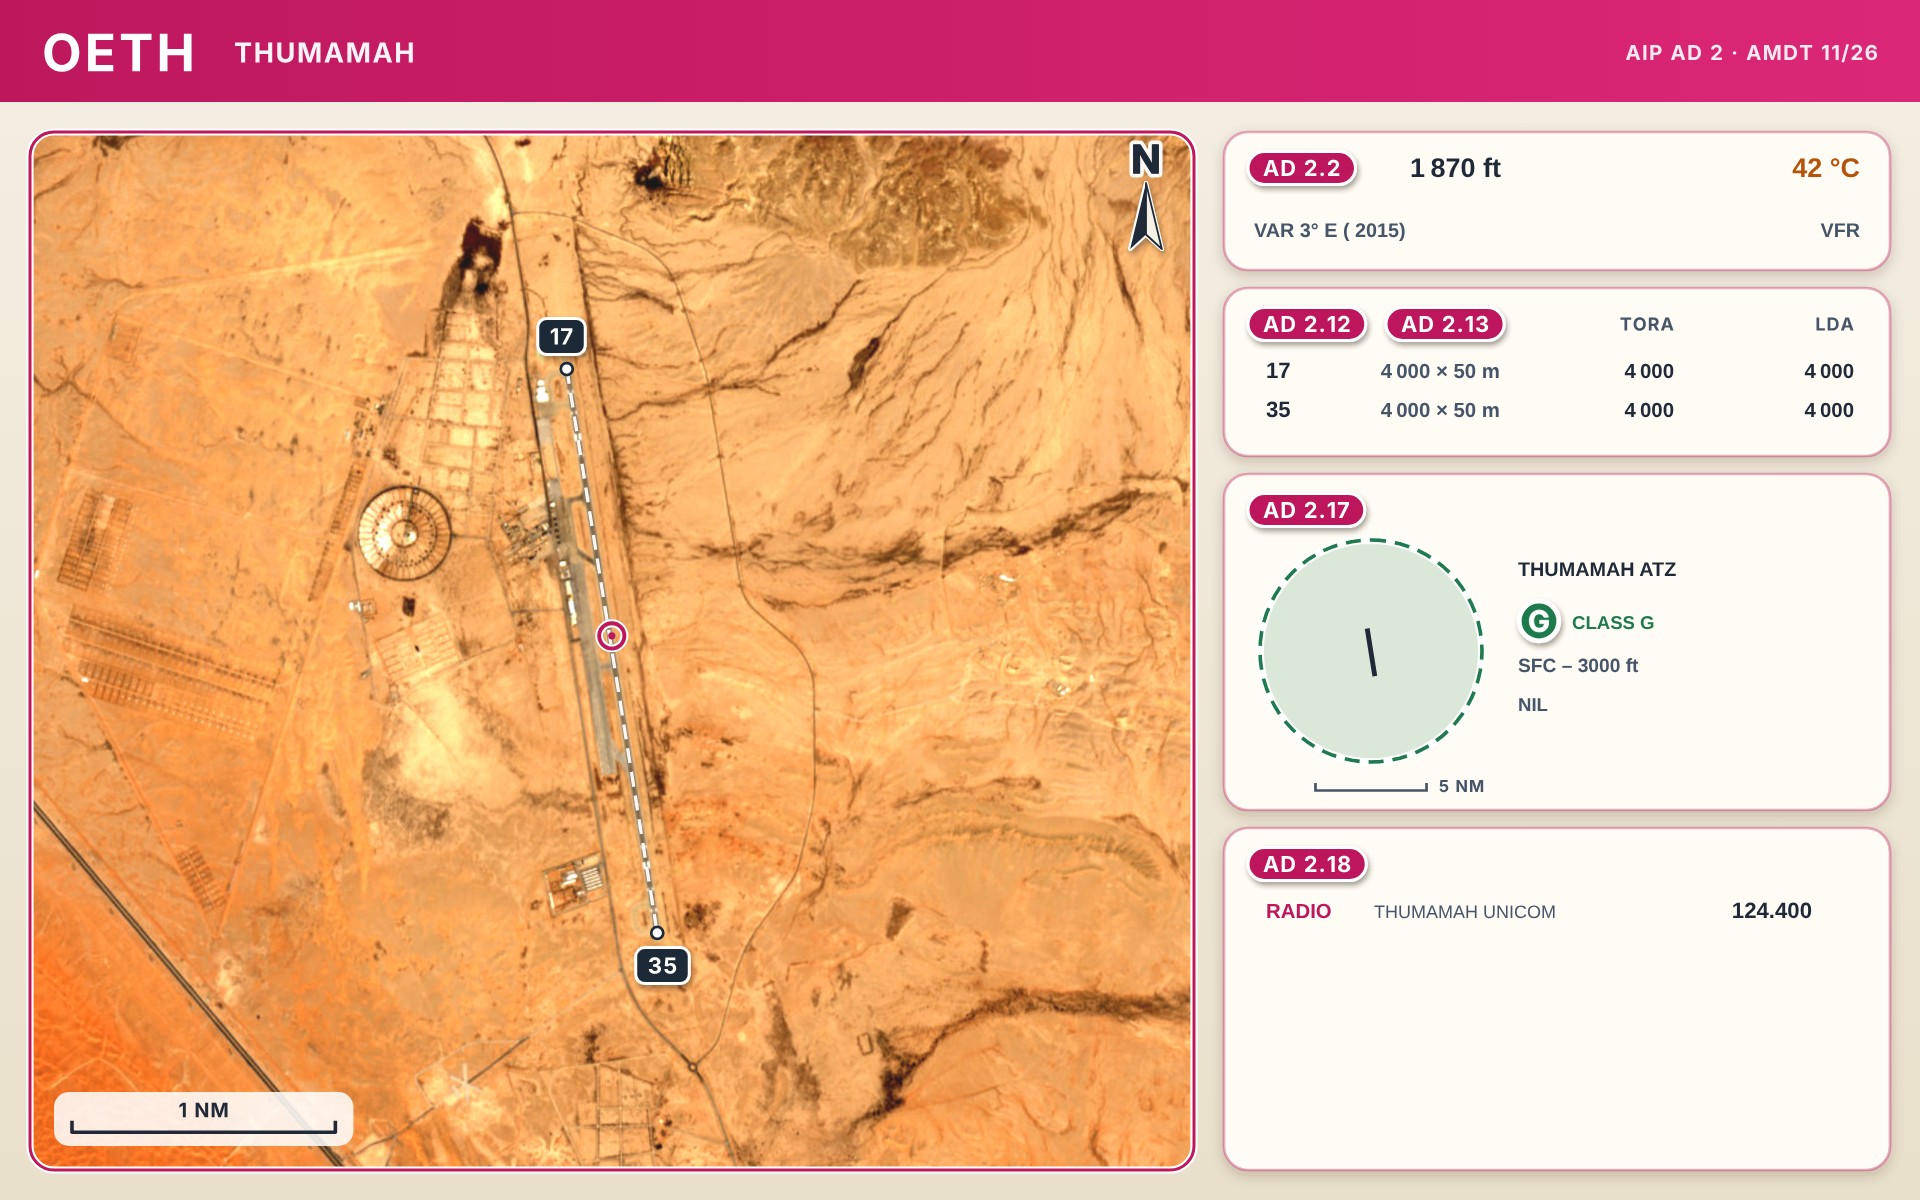 OETH THUMAMAH AIP AD 2 · AMDT 11/26
N
17
35
1 NM
AD 2.2 1 870 ft 42 °C
VAR 3° E ( 2015) VFR
AD 2.12 AD 2.13 TORA LDA
17 4 000 × 50 m 4 000 4 000
35 4 000 × 50 m 4 000 4 000
AD 2.17
THUMAMAH ATZ
G CLASS G
SFC – 3000 ft
NIL
5 NM
AD 2.18
RADIO THUMAMAH UNICOM 124.400